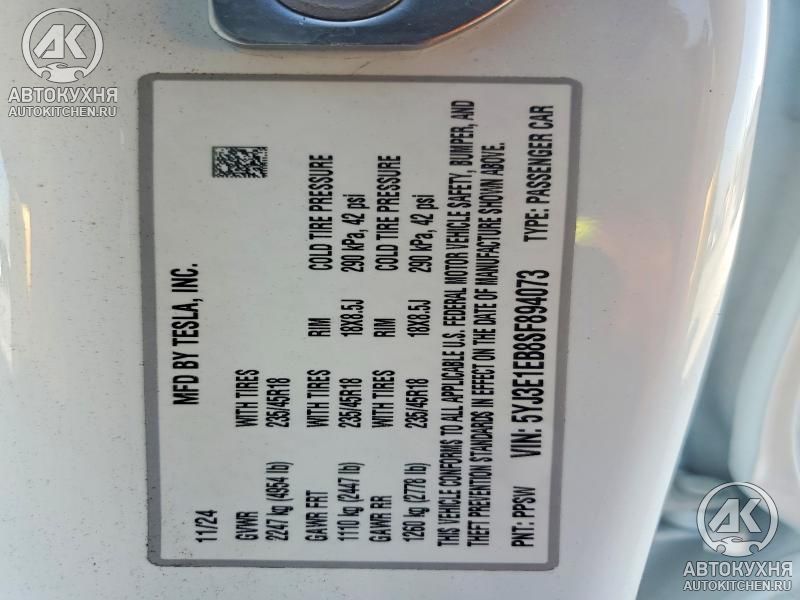 AK
АВТОКУХНЯ
AUTOKITCHEN.RU
MFD BY TESLA, INC.
11/24
GVWR WITH TIRES
2247 kg (4954 lb) 235/45R18
GAWR FRT WITH TIRES RIM COLD TIRE PRESSURE
1110 kg (2447 lb) 235/45R18 18X8.5J 290 kPa, 42 psi
GAWR RR WITH TIRES RIM COLD TIRE PRESSURE
1260 kg (2778 lb) 235/45R18 18X8.5J 290 kPa, 42 psi
THIS VEHICLE CONFORMS TO ALL APPLICABLE U.S. FEDERAL MOTOR VEHICLE SAFETY, BUMPER, AND
THEFT PREVENTION STANDARDS IN EFFECT ON THE DATE OF MANUFACTURE SHOWN ABOVE.
PNT: PPSW VIN: 5YJ3E1EB8SF894073 TYPE: PASSENGER CAR
AK
АВТОКУХНЯ
AUTOKITCHEN.RU